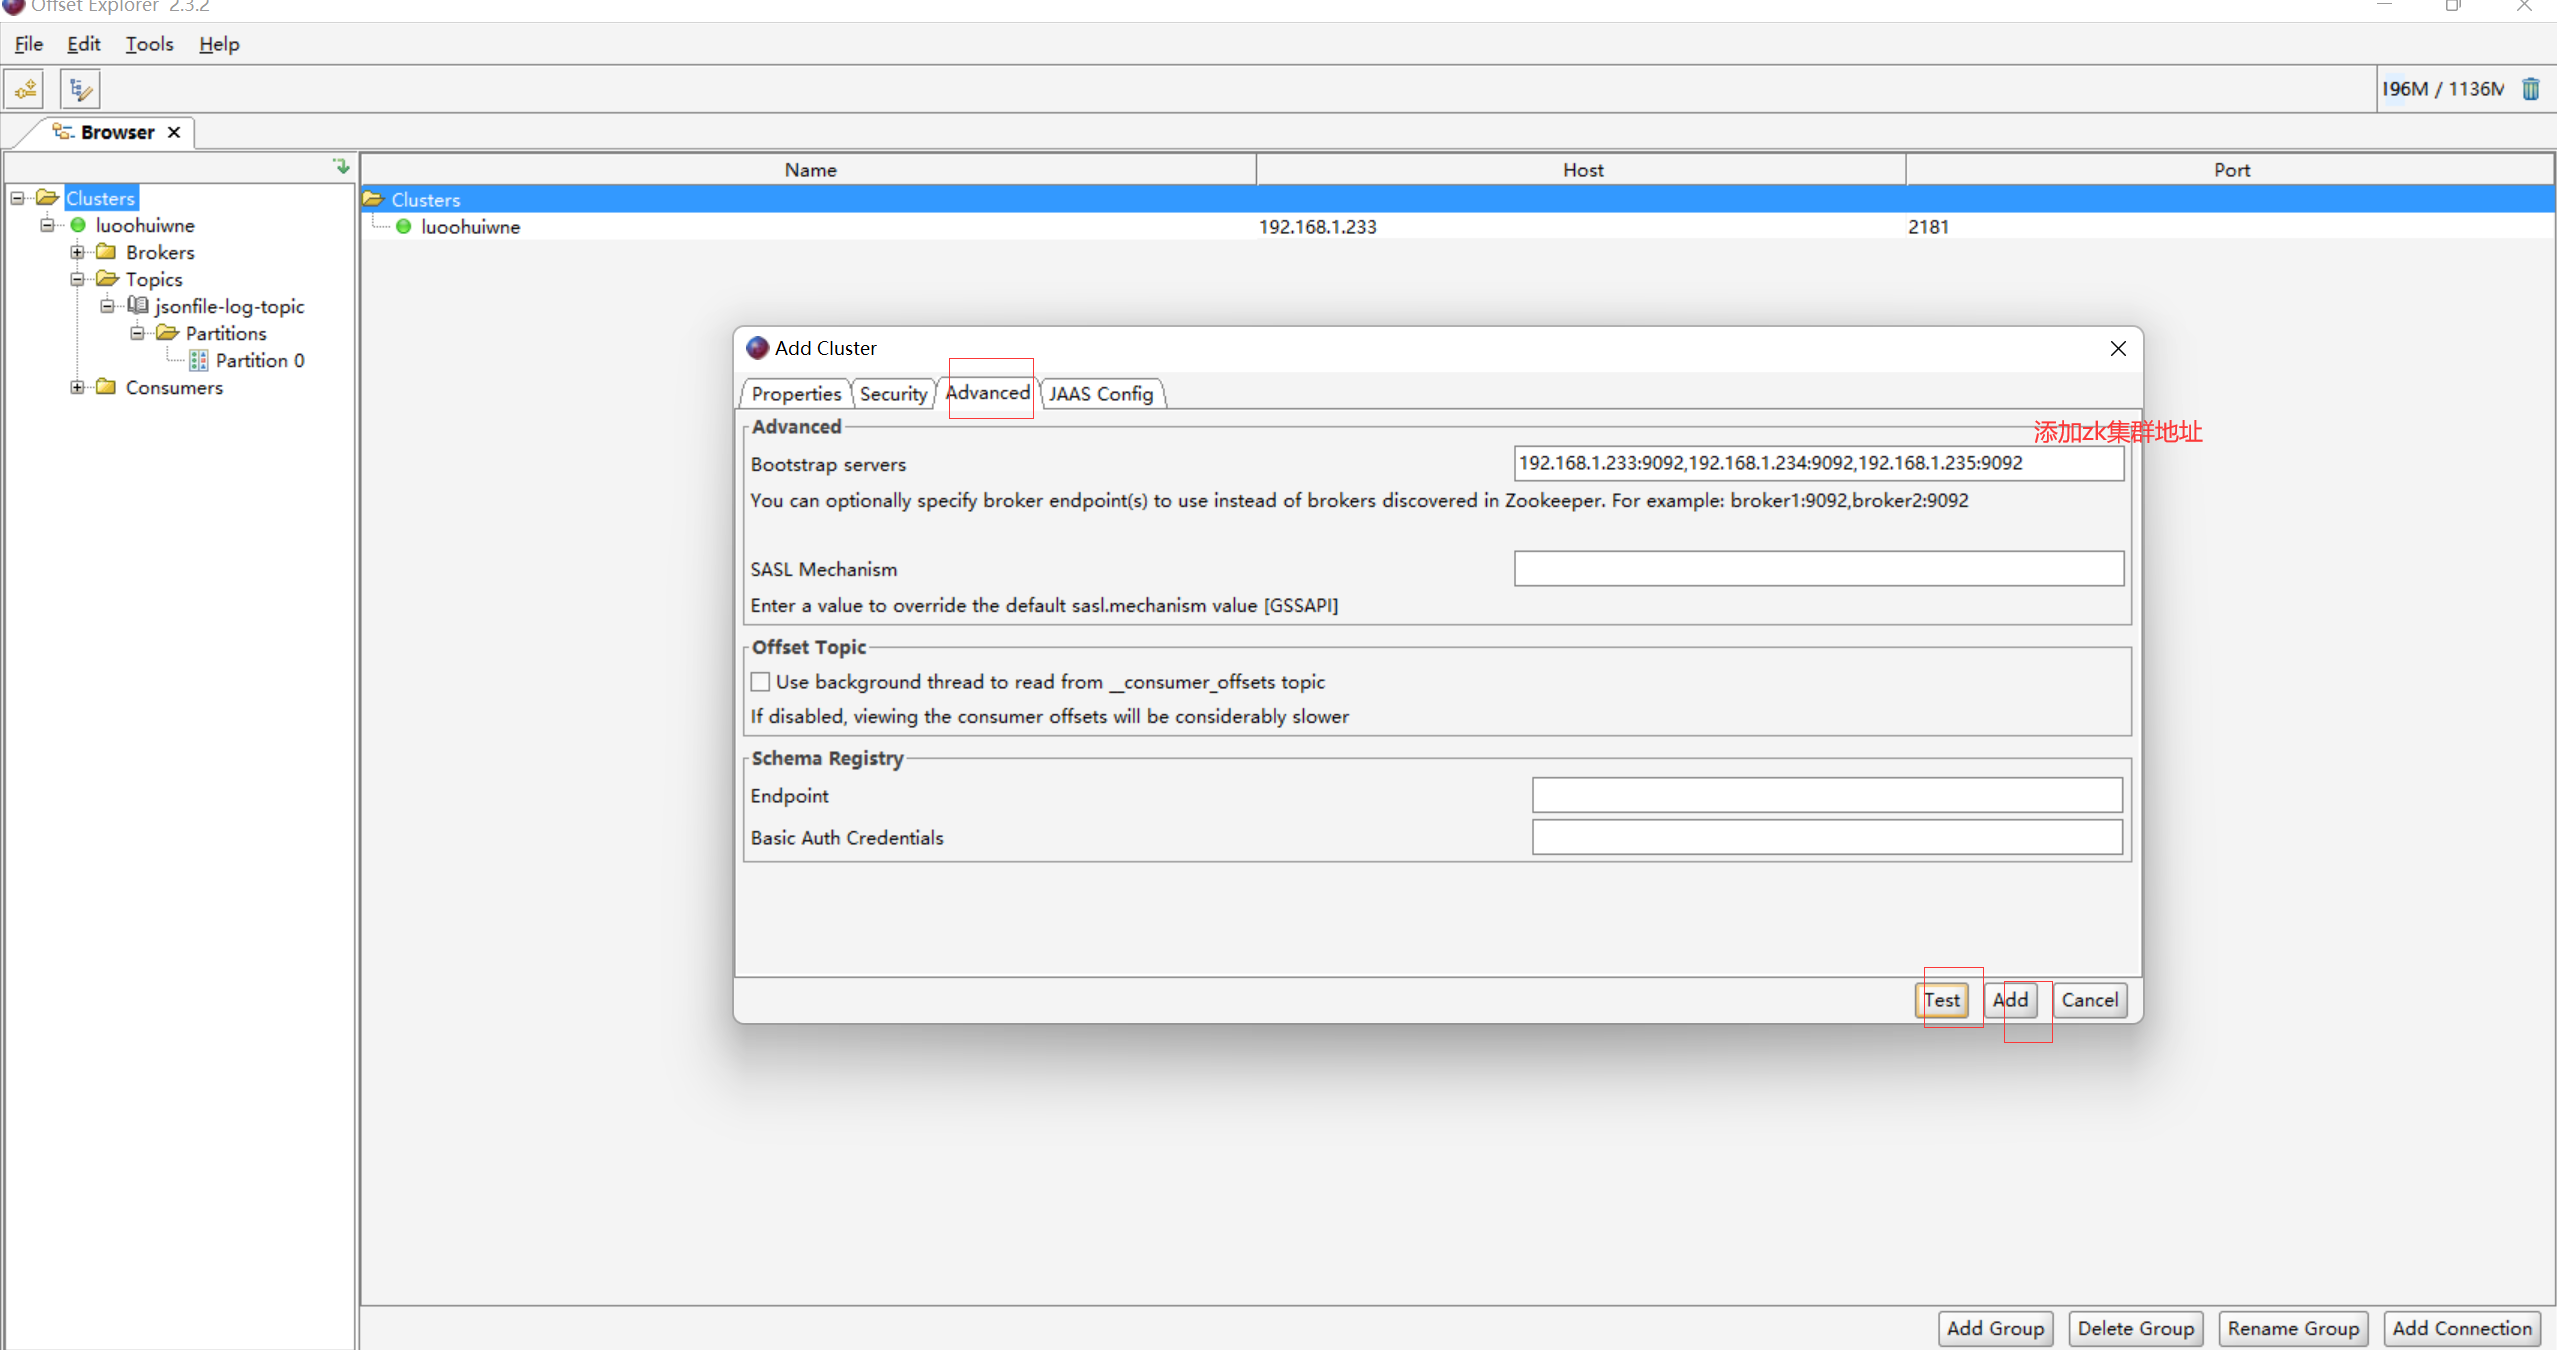 Offset Explorer 2.3.2
File Edit Tools Help
196M / 1136M
Browser
Name Host Port
Clusters
Clusters
luoohuiwne
luoohuiwne 192.168.1.233 2181
Brokers
Topics
jsonfile-log-topic
Partitions
Partition 0
Consumers
Add Cluster
Properties Security Advanced JAAS Config
Advanced
添加zk集群地址
Bootstrap servers 192.168.1.233:9092,192.168.1.234:9092,192.168.1.235:9092
You can optionally specify broker endpoint(s) to use instead of brokers discovered in Zookeeper. For example: broker1:9092,broker2:9092
SASL Mechanism
Enter a value to override the default sasl.mechanism value [GSSAPI]
Offset Topic
Use background thread to read from __consumer_offsets topic
If disabled, viewing the consumer offsets will be considerably slower
Schema Registry
Endpoint
Basic Auth Credentials
Test Add Cancel
Add Group Delete Group Rename Group Add Connection